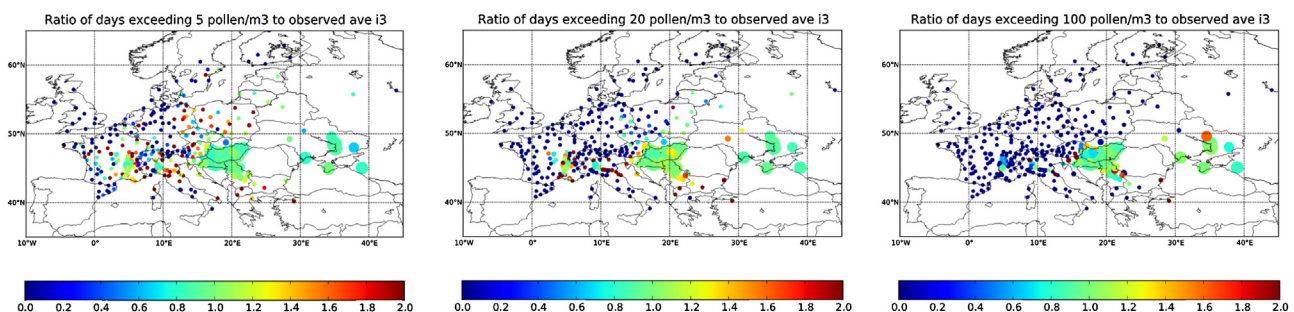 Ratio of days exceeding 5 pollen/m3 to observed ave i3
60°N
50°N
40°N
10°W 0° 10°E 20°E 30°E 40°E
0.0 0.2 0.4 0.6 0.8 1.0 1.2 1.4 1.6 1.8 2.0
Ratio of days exceeding 20 pollen/m3 to observed ave i3
60°N
50°N
40°N
10°W 0° 10°E 20°E 30°E 40°E
0.0 0.2 0.4 0.6 0.8 1.0 1.2 1.4 1.6 1.8 2.0
Ratio of days exceeding 100 pollen/m3 to observed ave i3
60°N
50°N
40°N
10°W 0° 10°E 20°E 30°E 40°E
0.0 0.2 0.4 0.6 0.8 1.0 1.2 1.4 1.6 1.8 2.0